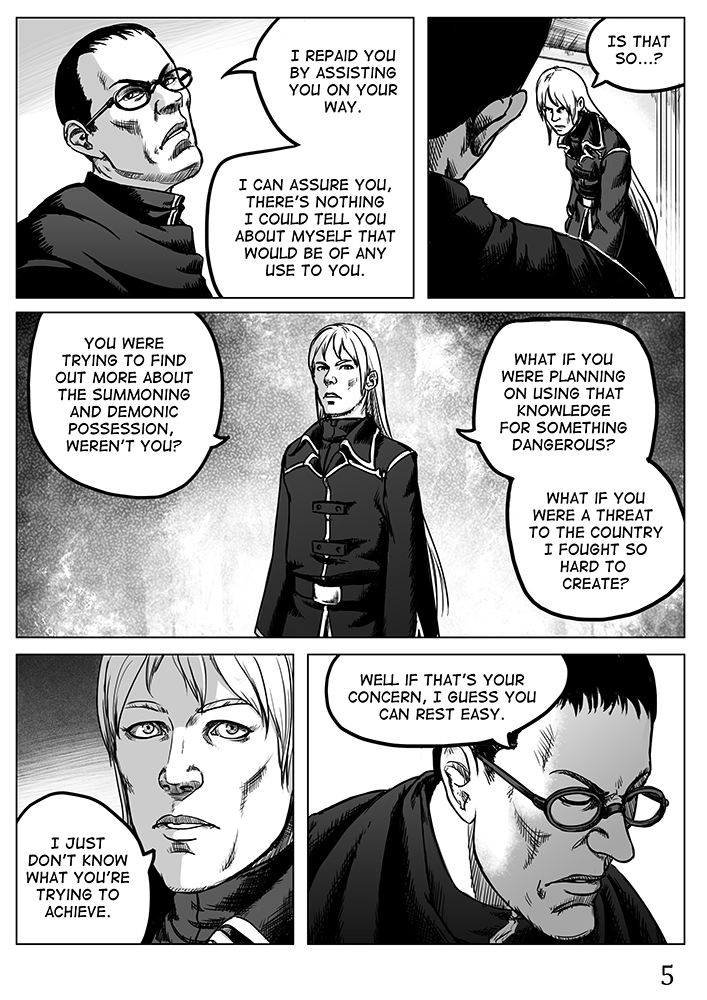 I REPAID YOU
BY ASSISTING
YOU ON YOUR
WAY.
I CAN ASSURE YOU,
THERE'S NOTHING
I COULD TELL YOU
ABOUT MYSELF THAT
WOULD BE OF ANY
USE TO YOU.
IS THAT
SO...?
YOU WERE
TRYING TO FIND
OUT MORE ABOUT
THE SUMMONING
AND DEMONIC
POSSESSION,
WEREN'T YOU?
WHAT IF YOU
WERE PLANNING
ON USING THAT
KNOWLEDGE
FOR SOMETHING
DANGEROUS?
WHAT IF YOU
WERE A THREAT
TO THE COUNTRY
I FOUGHT SO
HARD TO
CREATE?
I JUST
DON'T KNOW
WHAT YOU'RE
TRYING TO
ACHIEVE.
WELL IF THAT'S YOUR
CONCERN, I GUESS YOU
CAN REST EASY.
5